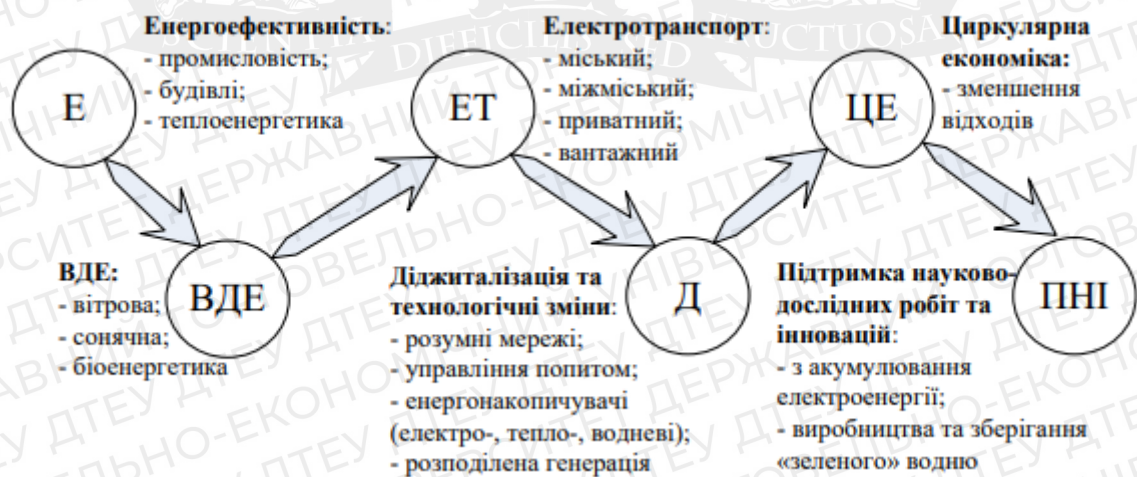 Енергоефективність:
- промисловість;
- будівлі;
- теплоенергетика
Е
Електротранспорт:
- міський;
- міжміський;
- приватний;
- вантажний
ЕТ
Циркулярна
економіка:
- зменшення
відходів
ЦЕ
ВДЕ:
- вітрова;
- сонячна;
- біоенергетика
ВДЕ
Діджиталізація та
технологічні зміни:
- розумні мережі;
- управління попитом;
- енергонакопичувачі
(електро-, тепло-, водневі);
- розподілена генерація
Д
Підтримка науково-
дослідних робіт та
інновацій:
- з акумулювання
електроенергії;
- виробництва та зберігання
«зеленого» водню
ПНІ